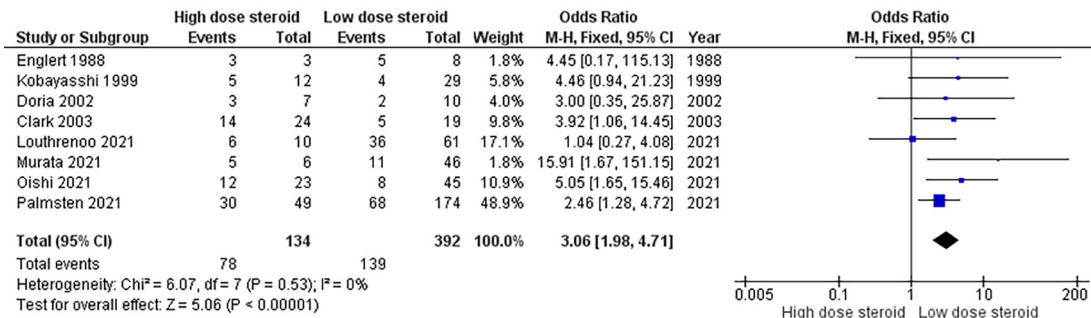 High dose steroid Low dose steroid Odds Ratio Odds Ratio
Study or Subgroup Events Total Events Total Weight M-H, Fixed, 95% CI Year M-H, Fixed, 95% CI
Englert 1988 3 3 5 8 1.8% 4.45 [0.17, 115.13] 1988
Kobayasshi 1999 5 12 4 29 5.8% 4.46 [0.94, 21.23] 1999
Doria 2002 3 7 2 10 4.0% 3.00 [0.35, 25.87] 2002
Clark 2003 14 24 5 19 9.8% 3.92 [1.06, 14.45] 2003
Louthrenoo 2021 6 10 36 61 17.1% 1.04 [0.27, 4.08] 2021
Murata 2021 5 6 11 46 1.8% 15.91 [1.67, 151.15] 2021
Oishi 2021 12 23 8 45 10.9% 5.05 [1.65, 15.46] 2021
Palmsten 2021 30 49 68 174 48.9% 2.46 [1.28, 4.72] 2021
Total (95% CI) 134 392 100.0% 3.06 [1.98, 4.71]
Total events 78 139
Heterogeneity: Chi² = 6.07, df = 7 (P = 0.53); I² = 0%
Test for overall effect: Z = 5.06 (P < 0.00001)
0.005 0.1 1 10 200
High dose steroid Low dose steroid